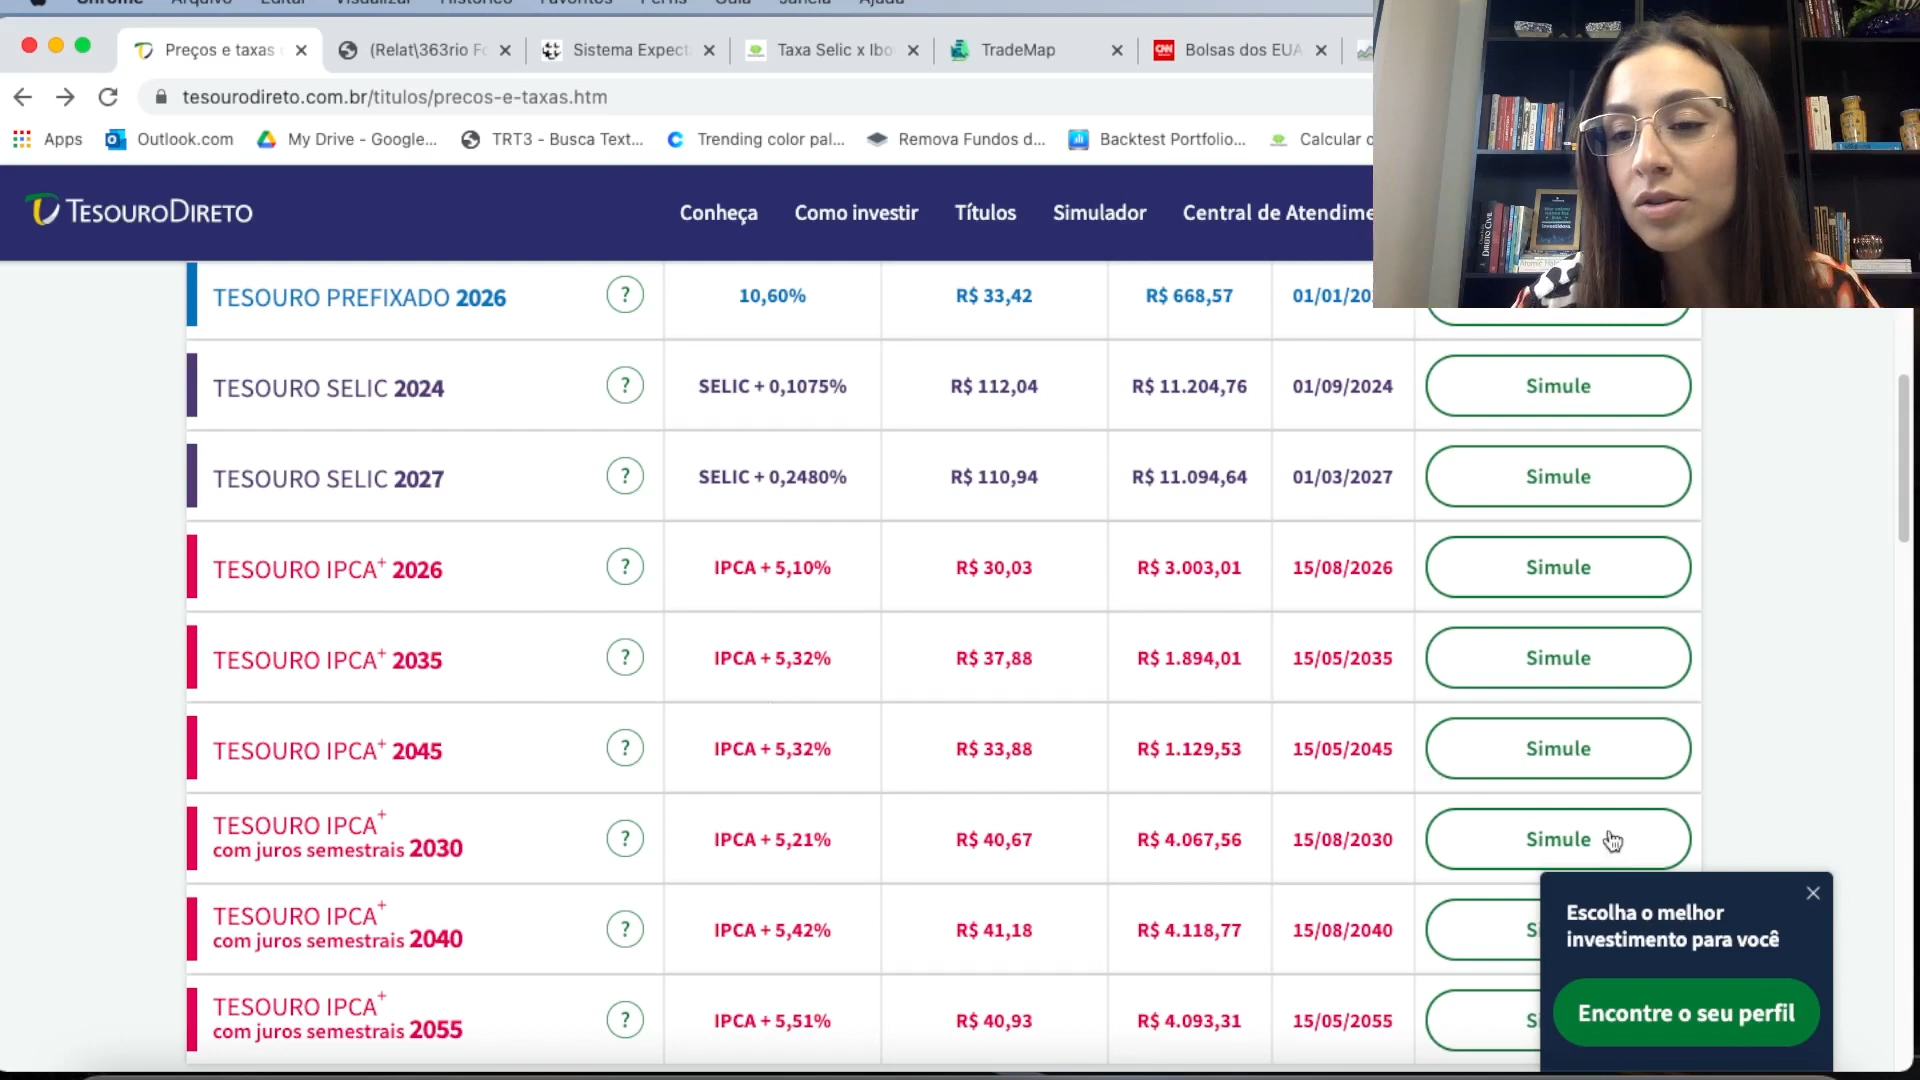 Preços e taxas
(Relat\363rio Fo
Sistema Expect
Taxa Selic x Ibo
TradeMap
CNN
Bolsas dos EUA
tesourodireto.com.br/titulos/precos-e-taxas.htm
Apps
Outlook.com
My Drive - Google...
TRT3 - Busca Text...
Trending color pal...
Remova Fundos d...
Backtest Portfolio...
Calcular
TESOURODIRETO
Conheça
Como investir
Títulos
Simulador
Central de Atendime
TESOURO PREFIXADO 2026 ? 10,60% R$ 33,42 R$ 668,57 01/01/20
TESOURO SELIC 2024 ? SELIC + 0,1075% R$ 112,04 R$ 11.204,76 01/09/2024 Simule
TESOURO SELIC 2027 ? SELIC + 0,2480% R$ 110,94 R$ 11.094,64 01/03/2027 Simule
TESOURO IPCA+ 2026 ? IPCA + 5,10% R$ 30,03 R$ 3.003,01 15/08/2026 Simule
TESOURO IPCA+ 2035 ? IPCA + 5,32% R$ 37,88 R$ 1.894,01 15/05/2035 Simule
TESOURO IPCA+ 2045 ? IPCA + 5,32% R$ 33,88 R$ 1.129,53 15/05/2045 Simule
TESOURO IPCA+
com juros semestrais 2030 ? IPCA + 5,21% R$ 40,67 R$ 4.067,56 15/08/2030 Simule
TESOURO IPCA+
com juros semestrais 2040 ? IPCA + 5,42% R$ 41,18 R$ 4.118,77 15/08/2040 S
TESOURO IPCA+
com juros semestrais 2055 ? IPCA + 5,51% R$ 40,93 R$ 4.093,31 15/05/2055 S
Escolha o melhor
investimento para você
Encontre o seu perfil
DIREITO CIVIL